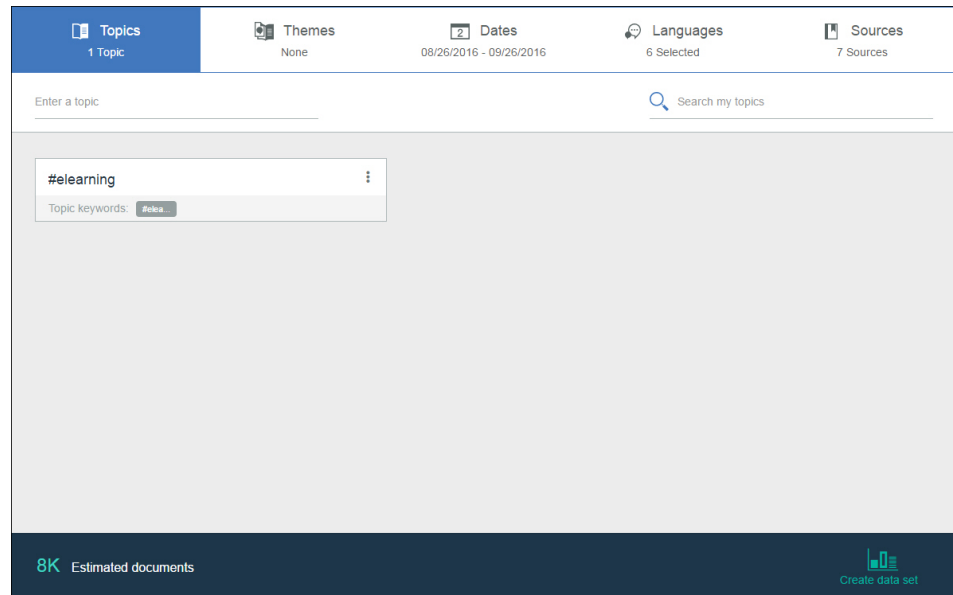 Topics
1 Topic
Themes
None
2 Dates
08/26/2016 - 09/26/2016
Languages
6 Selected
Sources
7 Sources
Enter a topic
Search my topics
#elearning
Topic keywords: #elea...
8K Estimated documents
Create data set